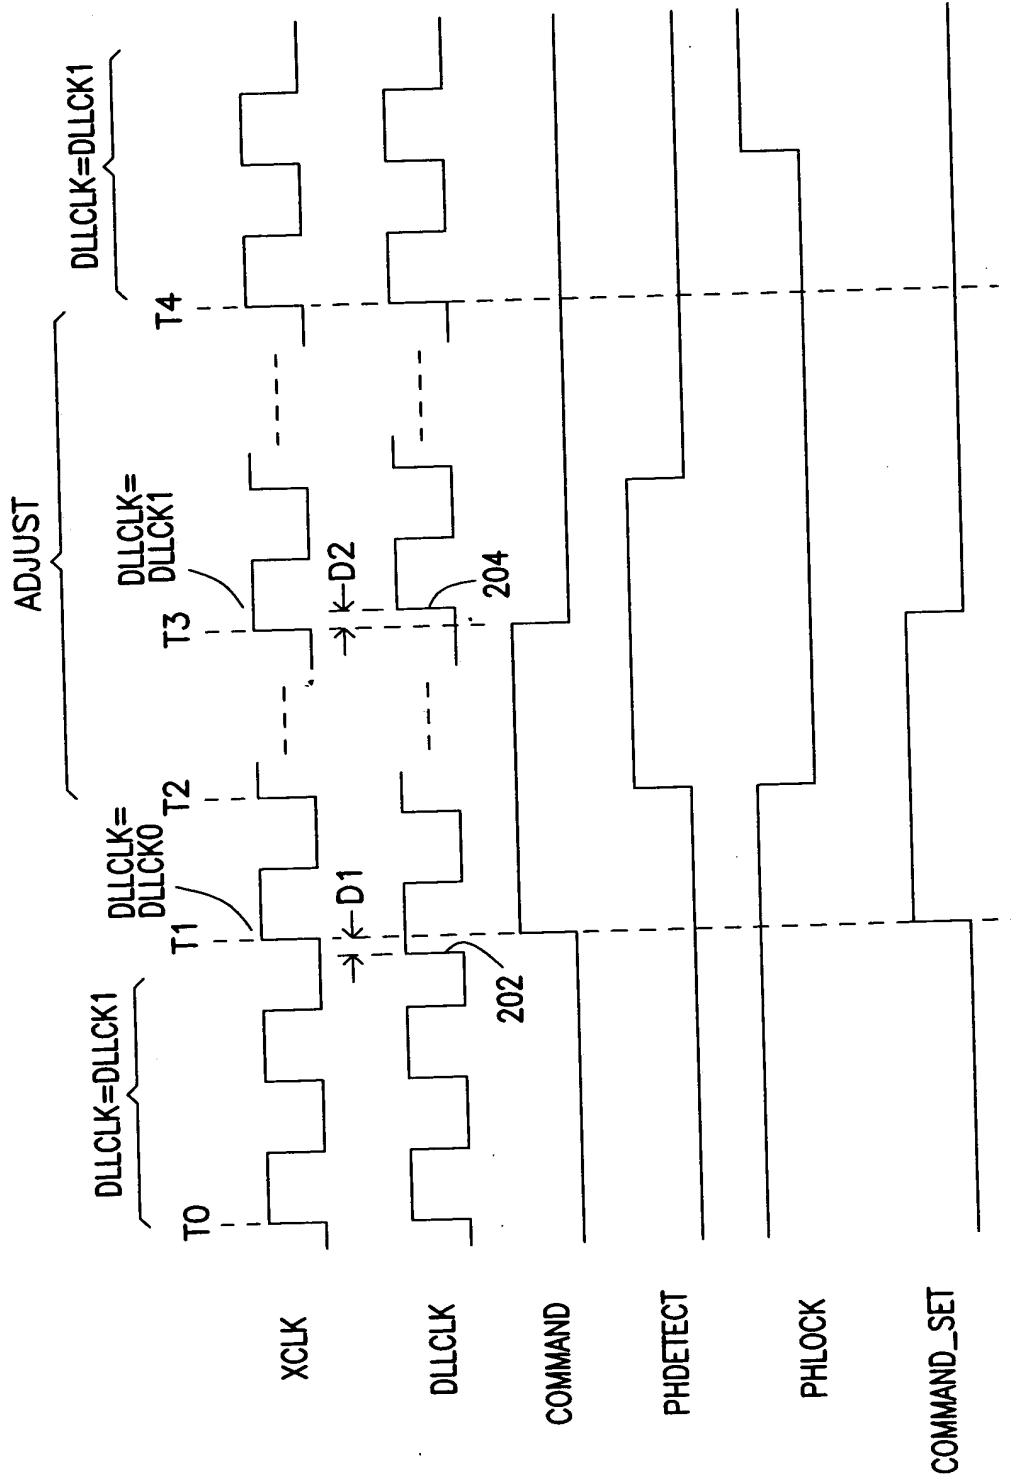 ADJUST
DLLCLK=DLLCK1
DLLCLK=
DLLCK0
DLLCLK=
DLLCK1
DLLCLK=DLLCK1
T0
T1
T2
T3
T4
XCLK
D1
D2
DLLCLK
202
204
COMMAND
PHDETECT
PHLOCK
COMMAND_SET